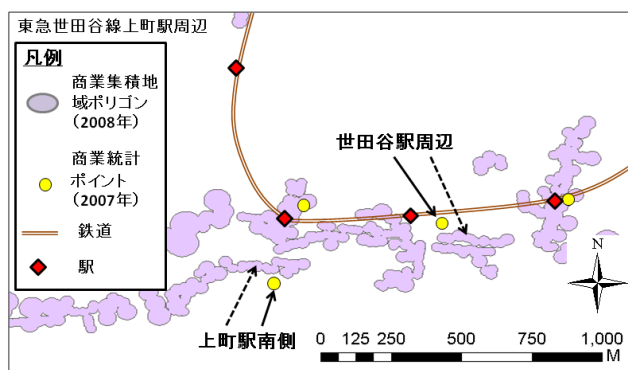 東急世田谷線上町駅周辺
凡例
商業集積地
域ポリゴン
（2008年）
商業統計
ポイント
（2007年）
鉄道
駅
世田谷駅周辺
上町駅南側
N
0 125 250 500 750 1,000
M